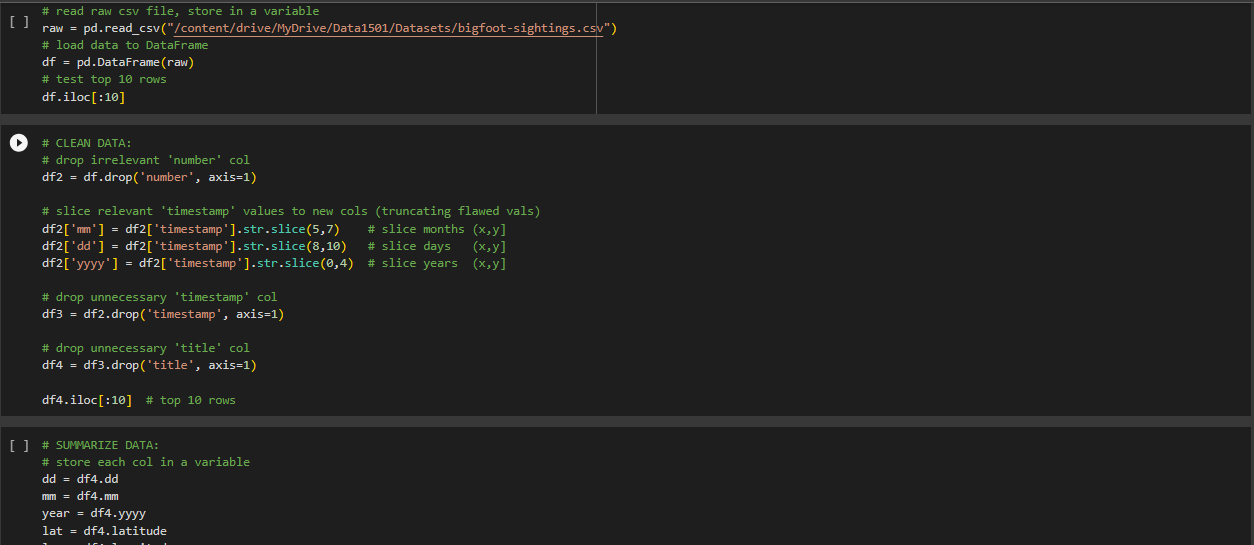 # read raw csv file, store in a variable
[ ] raw = pd.read_csv("/content/drive/MyDrive/Data1501/Datasets/bigfoot-sightings.csv")
# load data to DataFrame
df = pd.DataFrame(raw)
# test top 10 rows
df.iloc[:10]
# CLEAN DATA:
# drop irrelevant 'number' col
df2 = df.drop('number', axis=1)
# slice relevant 'timestamp' values to new cols (truncating flawed vals)
df2['mm'] = df2['timestamp'].str.slice(5,7)    # slice months (x,y]
df2['dd'] = df2['timestamp'].str.slice(8,10)   # slice days   (x,y]
df2['yyyy'] = df2['timestamp'].str.slice(0,4)  # slice years  (x,y]
# drop unnecessary 'timestamp' col
df3 = df2.drop('timestamp', axis=1)
# drop unnecessary 'title' col
df4 = df3.drop('title', axis=1)
df4.iloc[:10]  # top 10 rows
[ ] # SUMMARIZE DATA:
# store each col in a variable
dd = df4.dd
mm = df4.mm
year = df4.yyyy
lat = df4.latitude